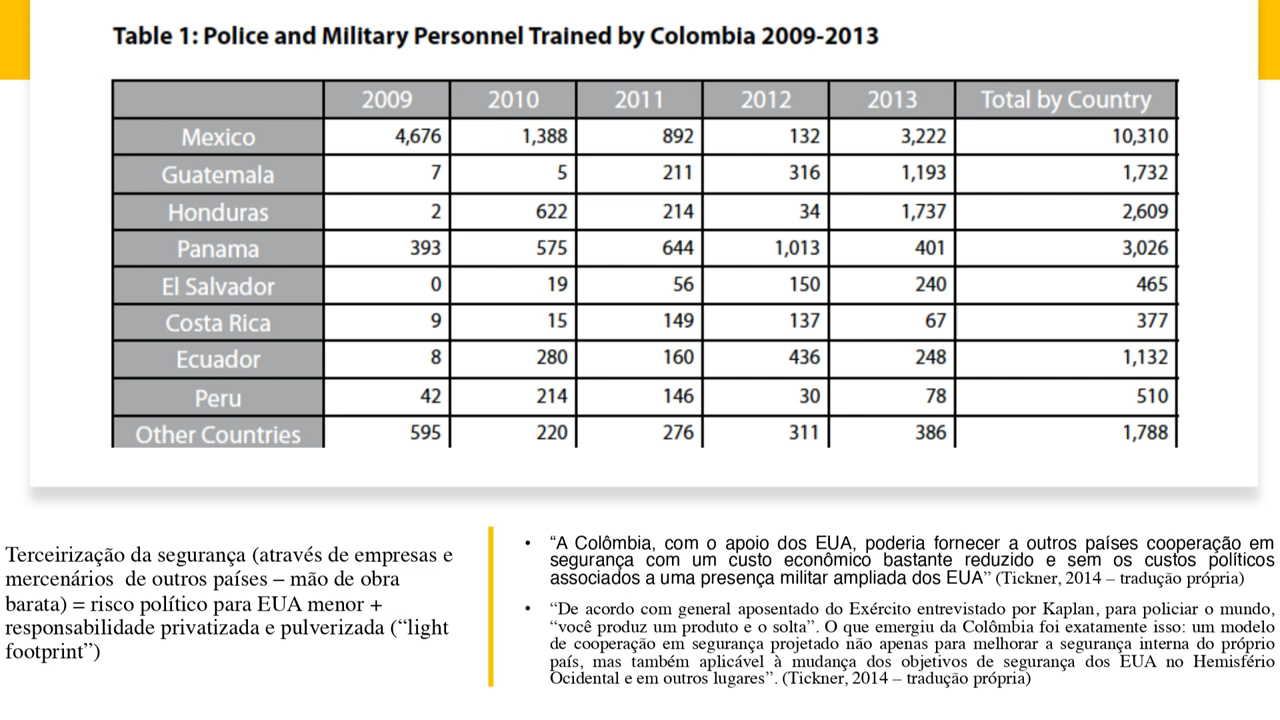 Table 1: Police and Military Personnel Trained by Colombia 2009-2013
2009 2010 2011 2012 2013 Total by Country
Mexico 4,676 1,388 892 132 3,222 10,310
Guatemala 7 5 211 316 1,193 1,732
Honduras 2 622 214 34 1,737 2,609
Panama 393 575 644 1,013 401 3,026
El Salvador 0 19 56 150 240 465
Costa Rica 9 15 149 137 67 377
Ecuador 8 280 160 436 248 1,132
Peru 42 214 146 30 78 510
Other Countries 595 220 276 311 386 1,788
Terceirização da segurança (através de empresas e
mercenários de outros países – mão de obra
barata) = risco político para EUA menor +
responsabilidade privatizada e pulverizada (“light
footprint”)
• “A Colômbia, com o apoio dos EUA, poderia fornecer a outros países cooperação em
segurança com um custo econômico bastante reduzido e sem os custos políticos
associados a uma presença militar ampliada dos EUA” (Tickner, 2014 – tradução própria)
• “De acordo com general aposentado do Exército entrevistado por Kaplan, para policiar o mundo,
“você produz um produto e o solta”. O que emergiu da Colômbia foi exatamente isso: um modelo
de cooperação em segurança projetado não apenas para melhorar a segurança interna do próprio
país, mas também aplicável à mudança dos objetivos de segurança dos EUA no Hemisfério
Ocidental e em outros lugares”. (Tickner, 2014 – tradução própria)